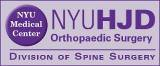 NYU
Medical
Center
NYUHJD
Orthopaedic Surgery
DIVISION OF SPINE SURGERY